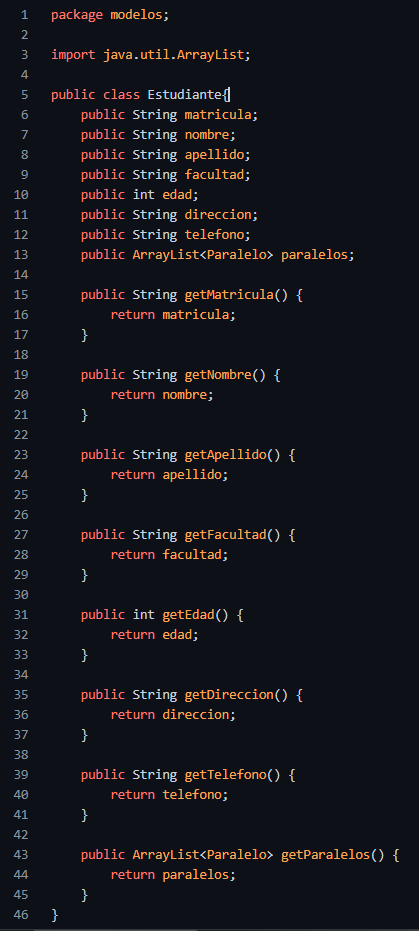 1 package modelos;
2
3 import java.util.ArrayList;
4
5 public class Estudiante{
6     public String matricula;
7     public String nombre;
8     public String apellido;
9     public String facultad;
10     public int edad;
11     public String direccion;
12     public String telefono;
13     public ArrayList<Paralelo> paralelos;
14
15     public String getMatricula() {
16         return matricula;
17     }
18
19     public String getNombre() {
20         return nombre;
21     }
22
23     public String getApellido() {
24         return apellido;
25     }
26
27     public String getFacultad() {
28         return facultad;
29     }
30
31     public int getEdad() {
32         return edad;
33     }
34
35     public String getDireccion() {
36         return direccion;
37     }
38
39     public String getTelefono() {
40         return telefono;
41     }
42
43     public ArrayList<Paralelo> getParalelos() {
44         return paralelos;
45     }
46 }